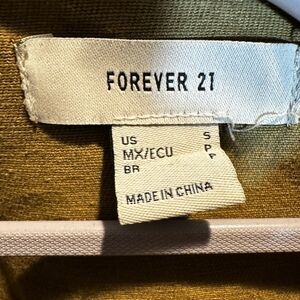 FOREVER 21
US S
MX/ECU P
BR P
MADE IN CHINA